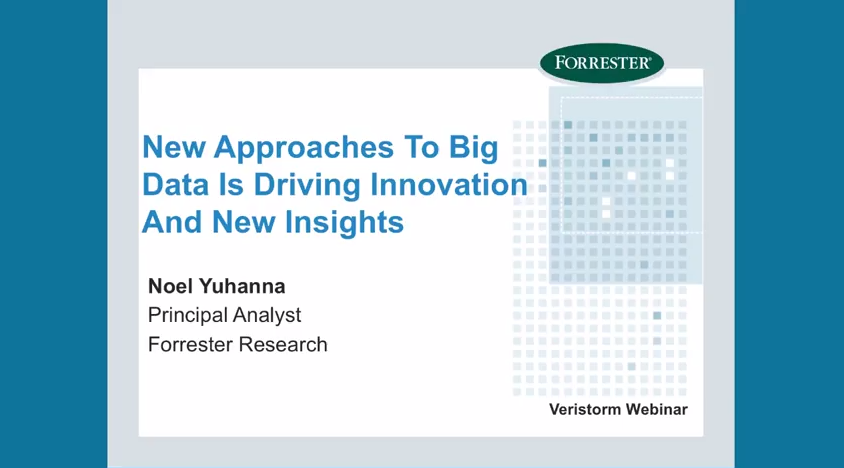 FORRESTER®
New Approaches To Big
Data Is Driving Innovation
And New Insights
Noel Yuhanna
Principal Analyst
Forrester Research
Veristorm Webinar